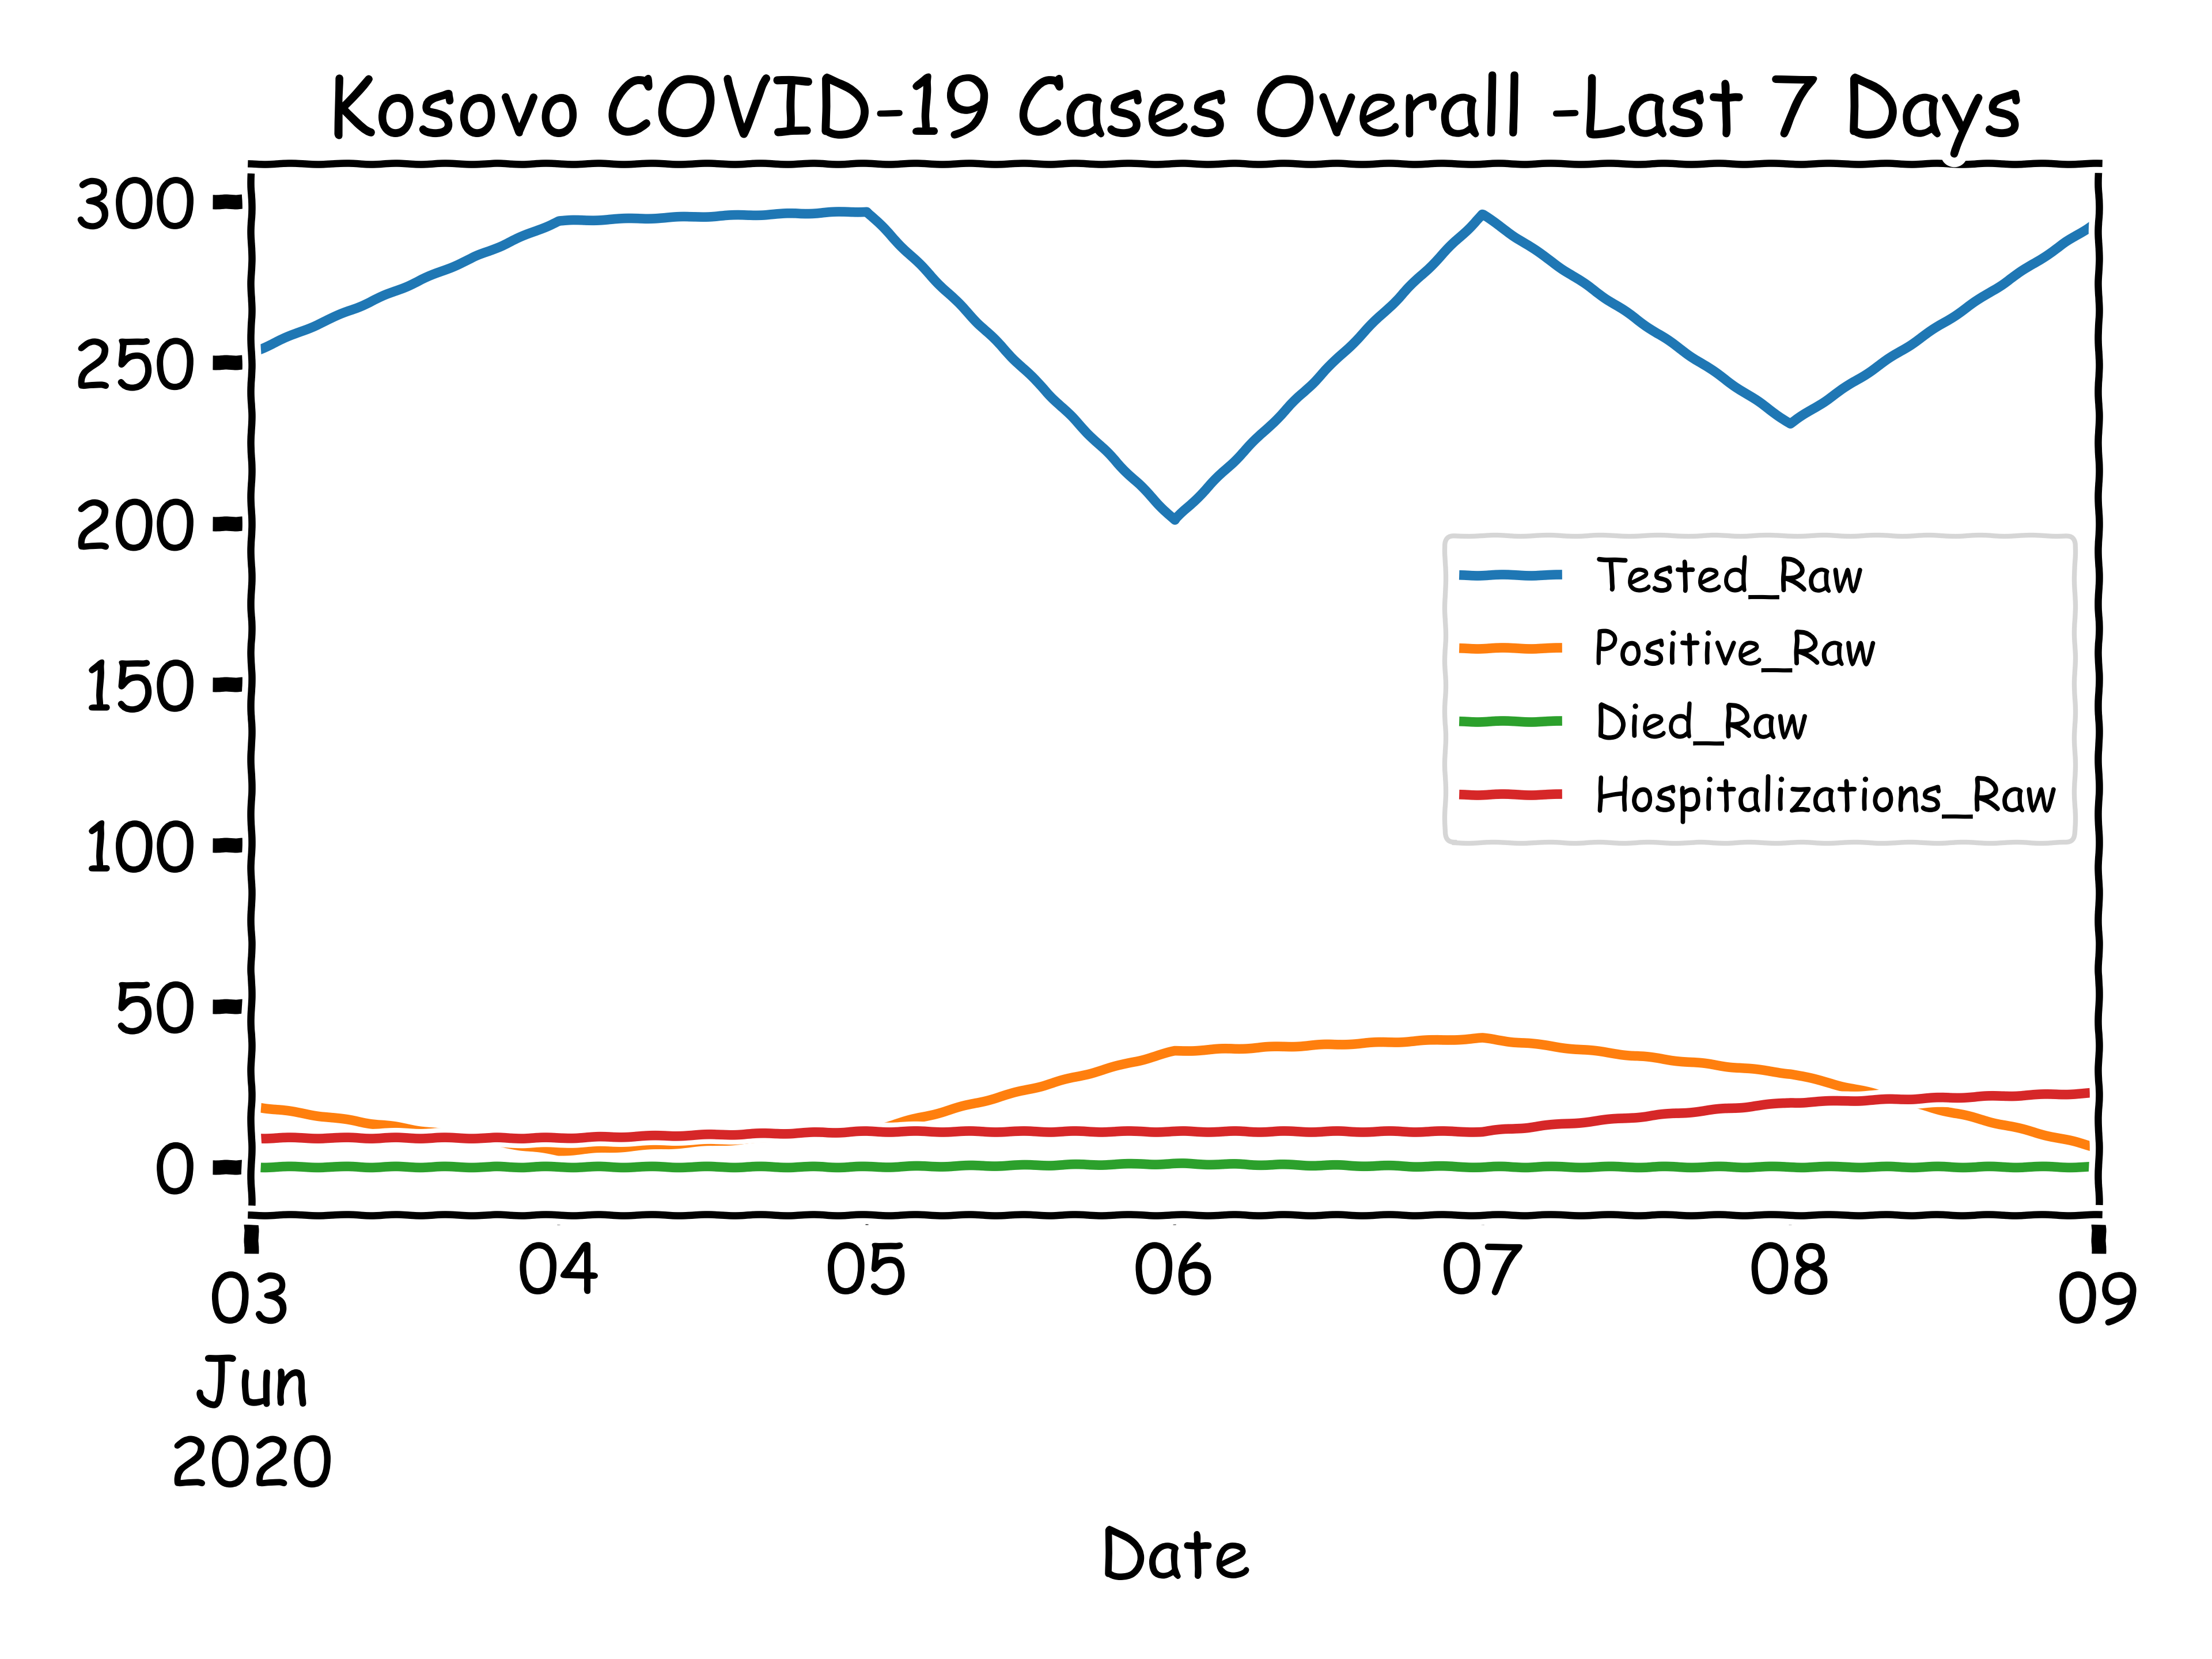 Kosovo COVID-19 Cases Overall -Last 7 Days
300
250
200
150
100
50
0
Tested_Raw
Positive_Raw
Died_Raw
Hospitalizations_Raw
03 04 05 06 07 08 09
Jun
2020
Date